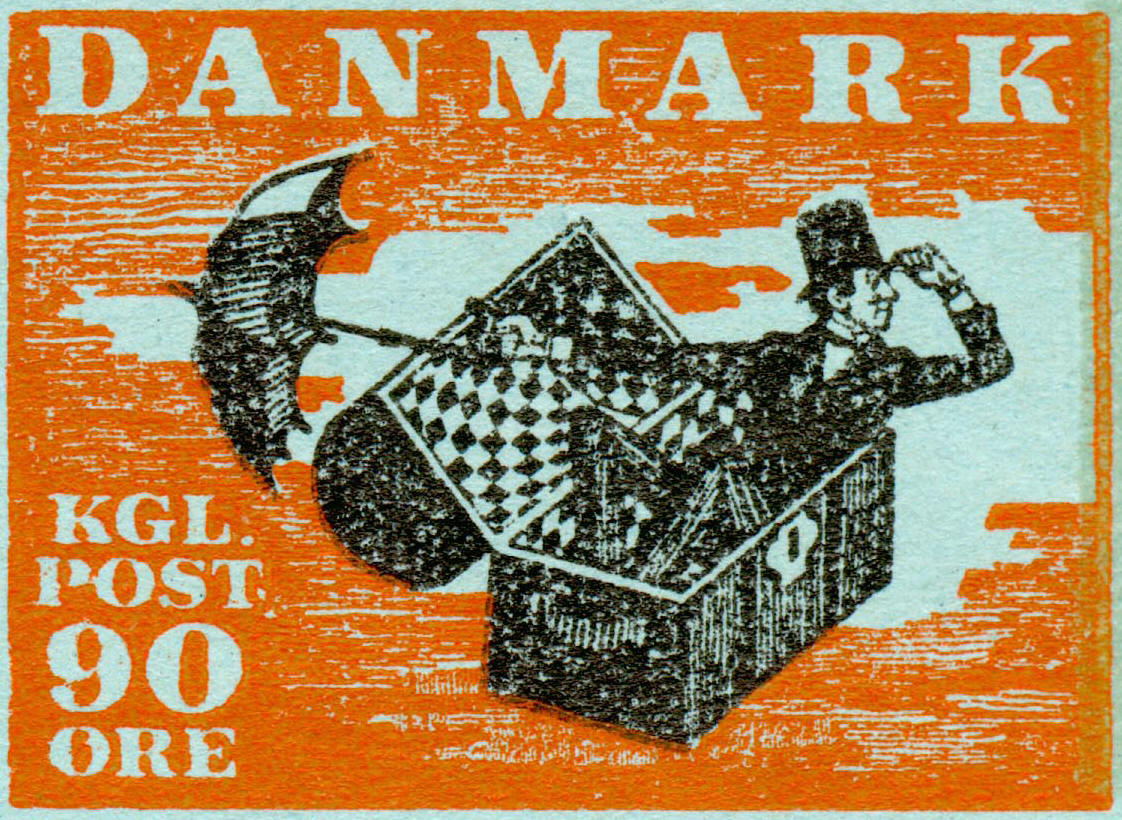 DANMARK
KGL.
POST
90
ØRE